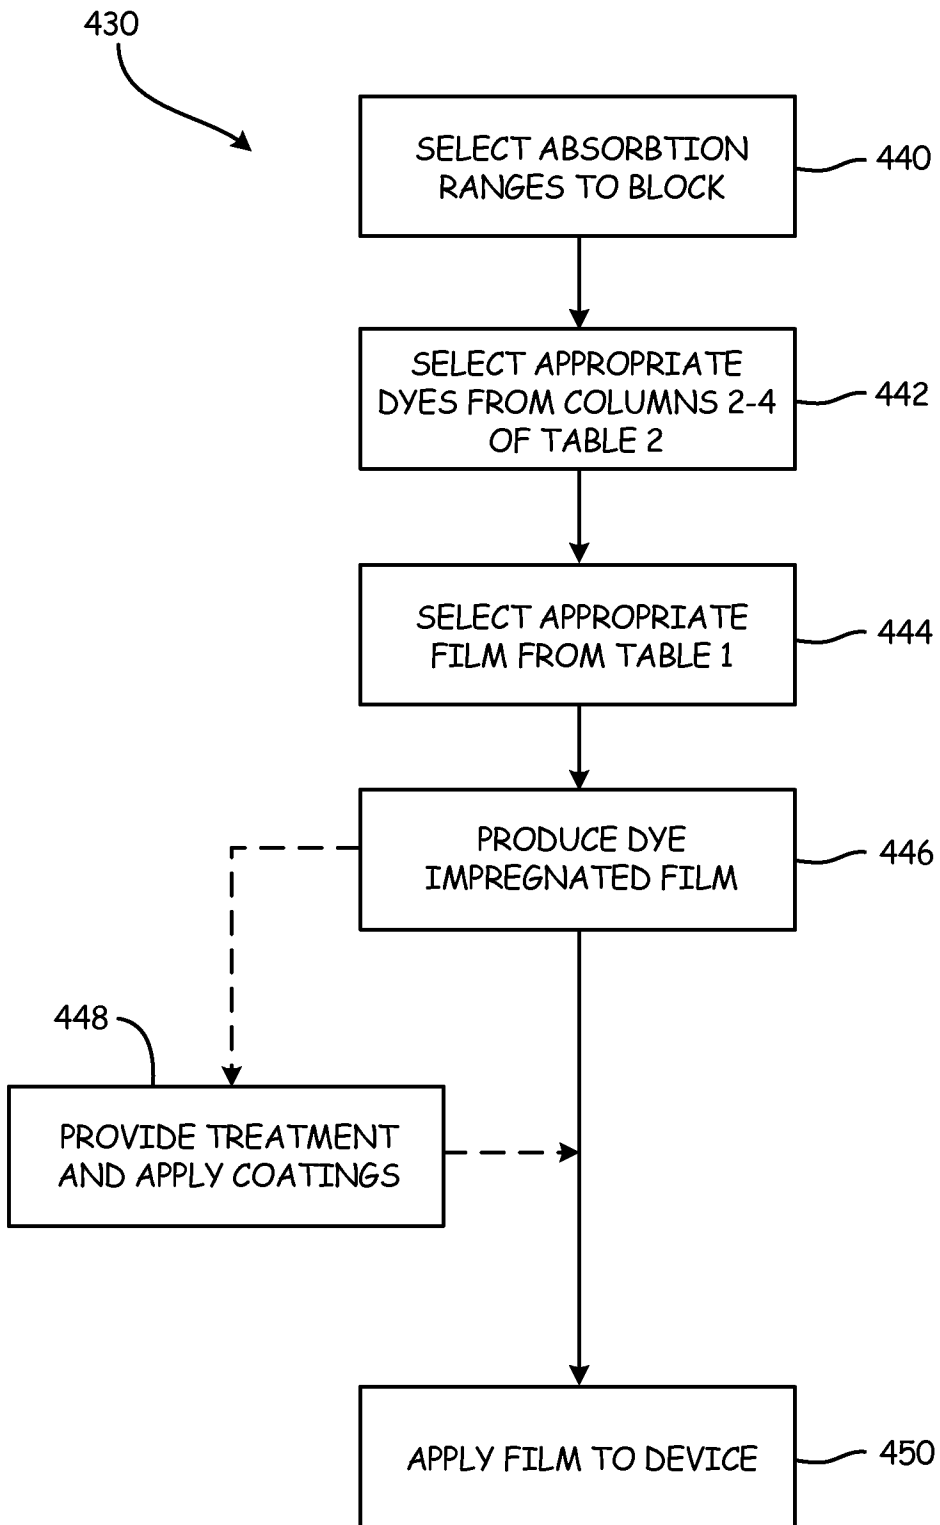 430
SELECT ABSORBTION
RANGES TO BLOCK
440
SELECT APPROPRIATE
DYES FROM COLUMNS 2-4
OF TABLE 2
442
SELECT APPROPRIATE
FILM FROM TABLE 1
444
PRODUCE DYE
IMPREGNATED FILM
446
448
PROVIDE TREATMENT
AND APPLY COATINGS
APPLY FILM TO DEVICE
450